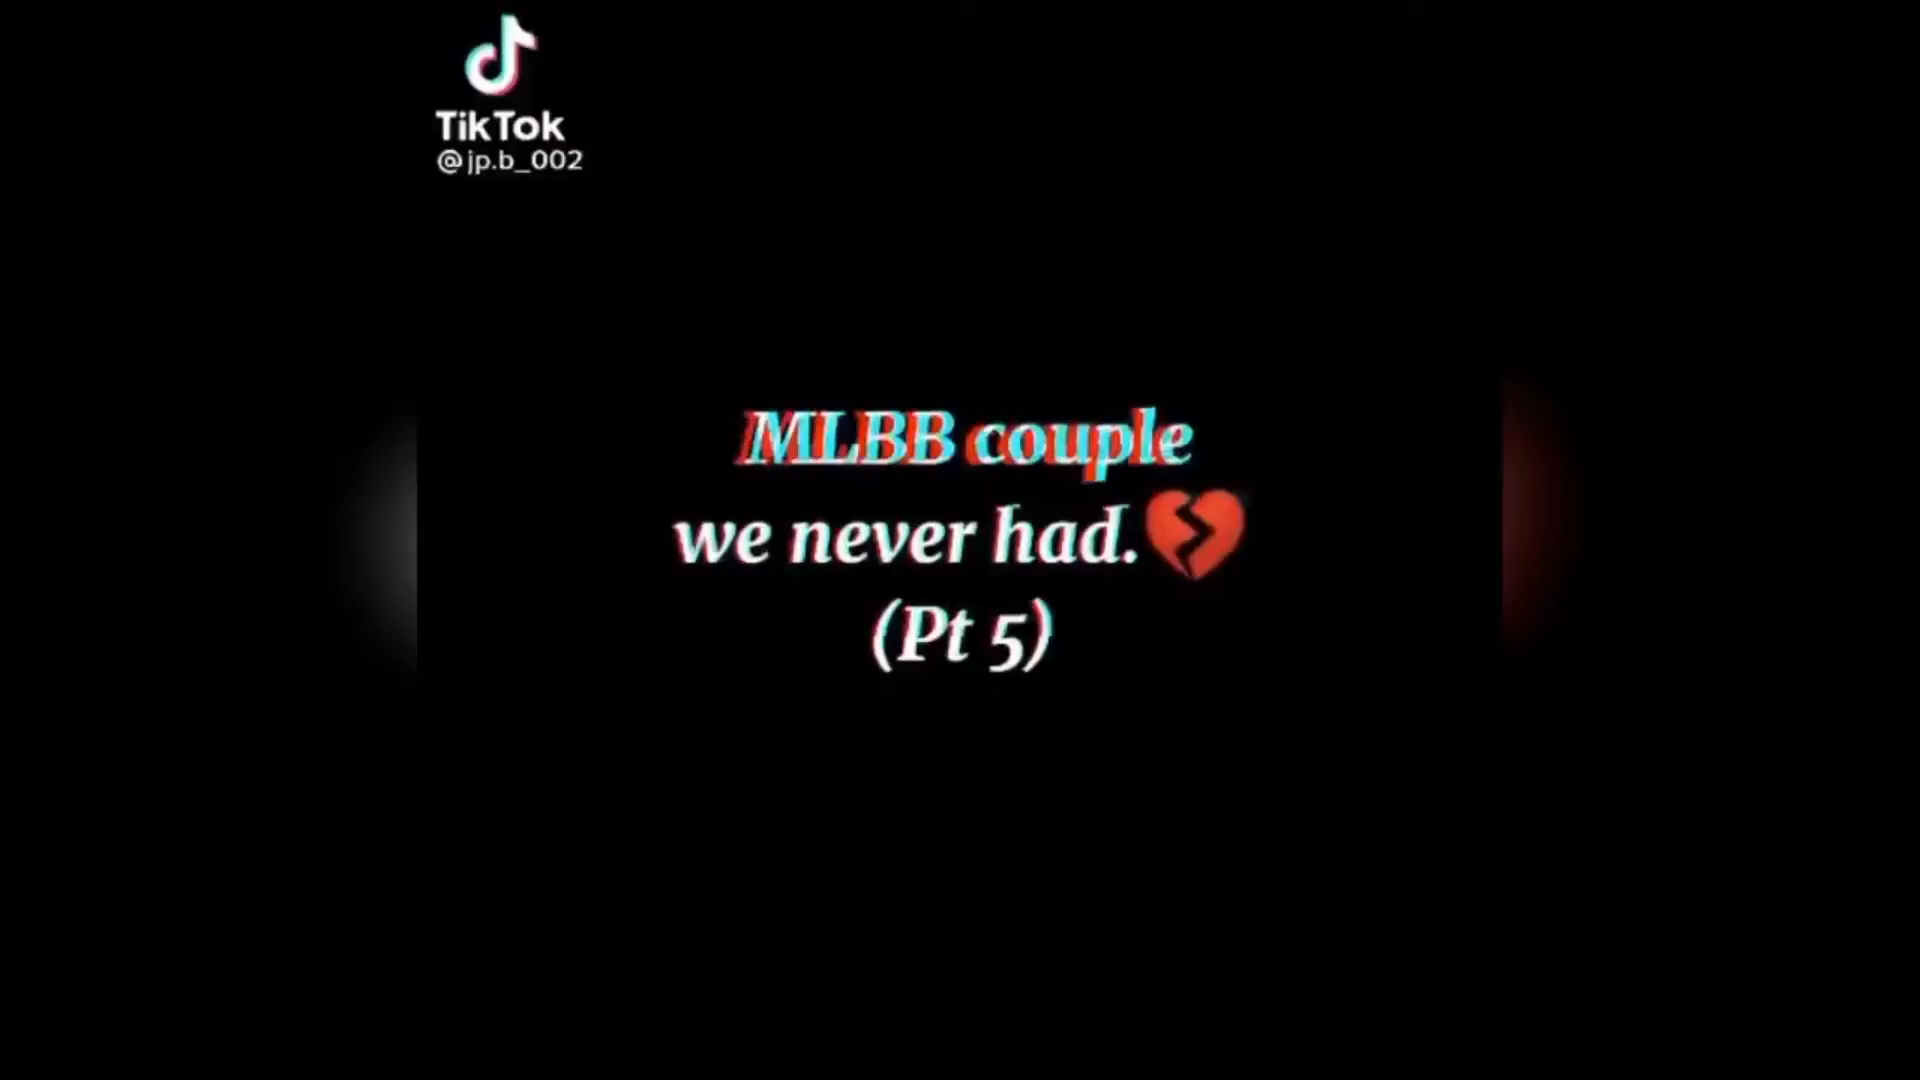 TikTok
@jp.b_002
MLBB couple
we never had.💔
(Pt 5)